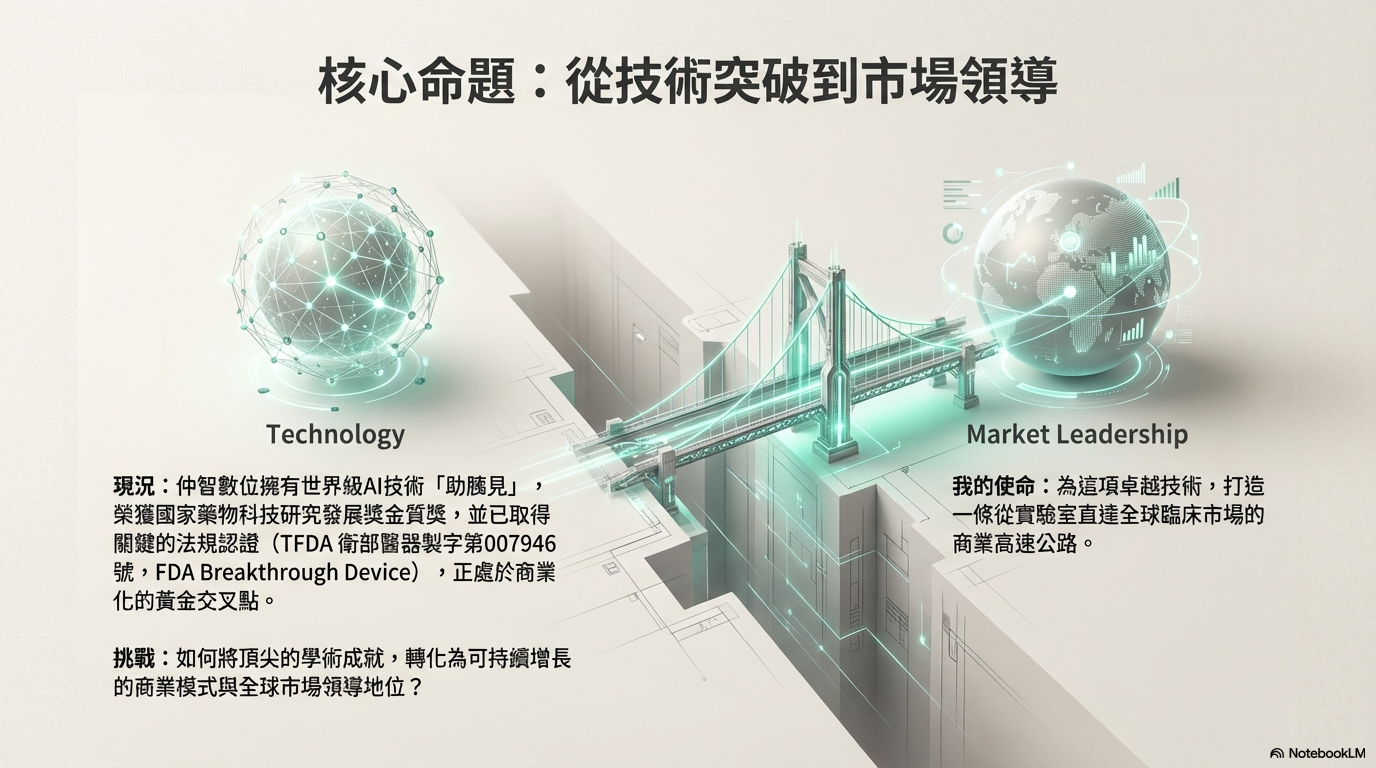 核心命題：從技術突破到市場領導
Technology
現況：仲智數位擁有世界級AI技術「助胰見」，
榮獲國家藥物科技研究發展獎金質獎，並已取得
關鍵的法規認證（TFDA 衛部醫器製字第007946
號，FDA Breakthrough Device），正處於商業
化的黃金交叉點。
挑戰：如何將頂尖的學術成就，轉化為可持續增長
的商業模式與全球市場領導地位？
Market Leadership
我的使命：為這項卓越技術，打造
一條從實驗室直達全球臨床市場的
商業高速公路。
NotebookLM